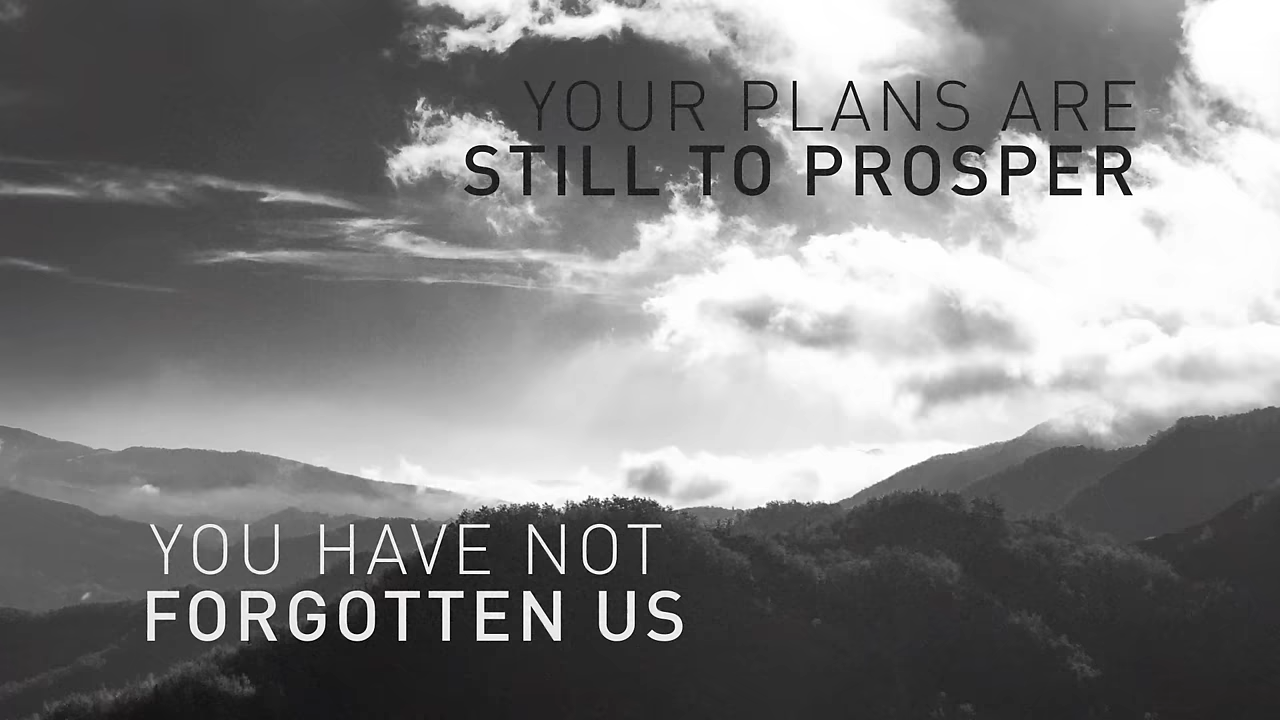 YOUR PLANS ARE
STILL TO PROSPER
YOU HAVE NOT
FORGOTTEN US